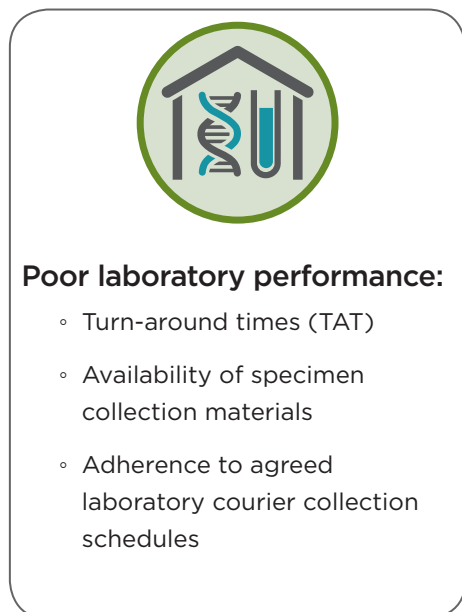 Poor laboratory performance:
◦ Turn-around times (TAT)
◦ Availability of specimen
collection materials
◦ Adherence to agreed
laboratory courier collection
schedules